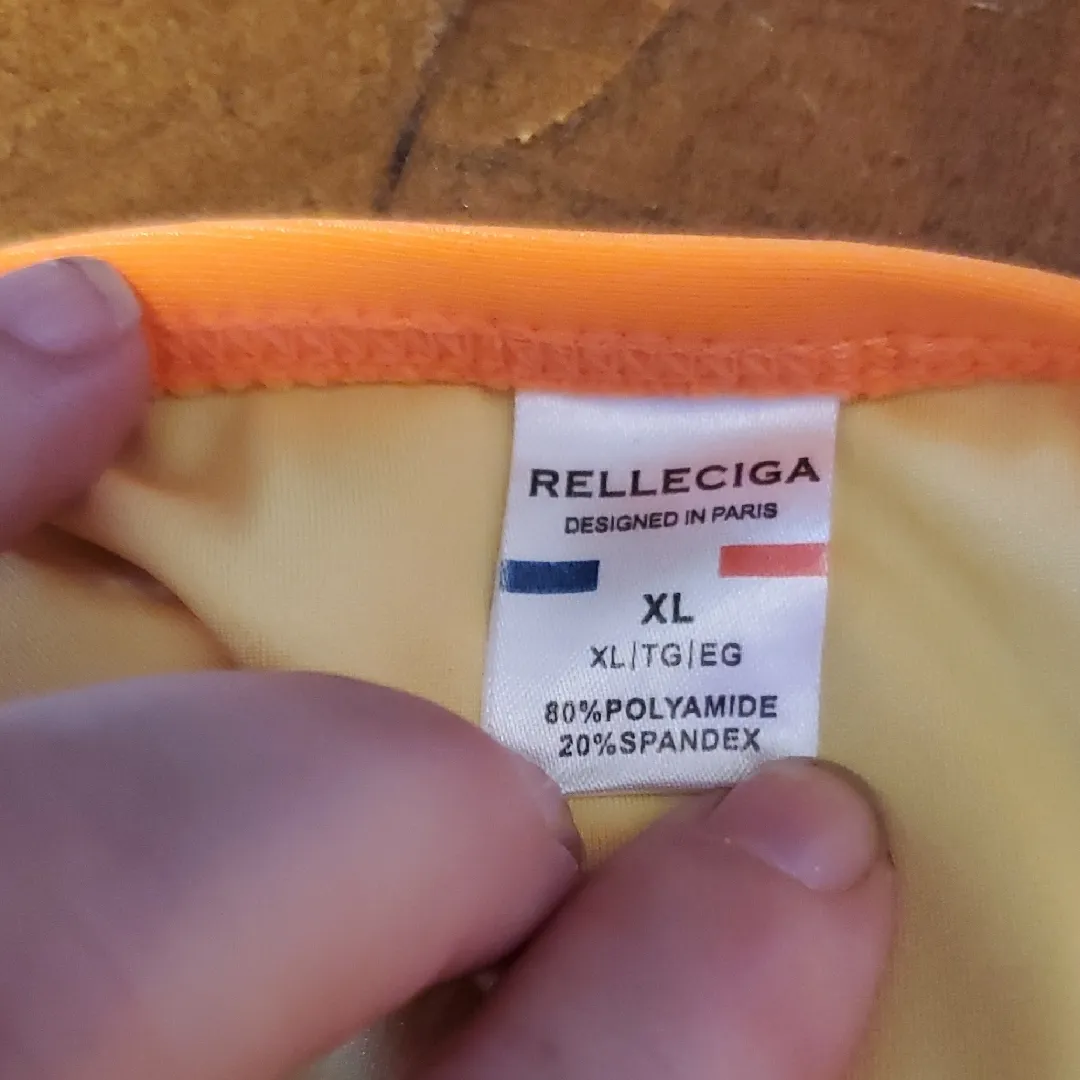 RELLECIGA
DESIGNED IN PARIS
XL
XL|TG|EG
80%POLYAMIDE
20%SPANDEX